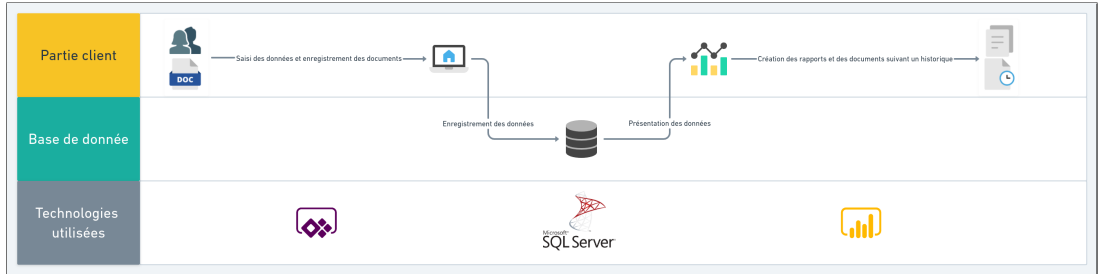 Partie client
DOC
Saisi des données et enregistrement des documents
Création des rapports et des documents suivant un historique
Base de donnée
Enregistrement des données
Présentation des données
Technologies
utilisées
Microsoft
SQL Server